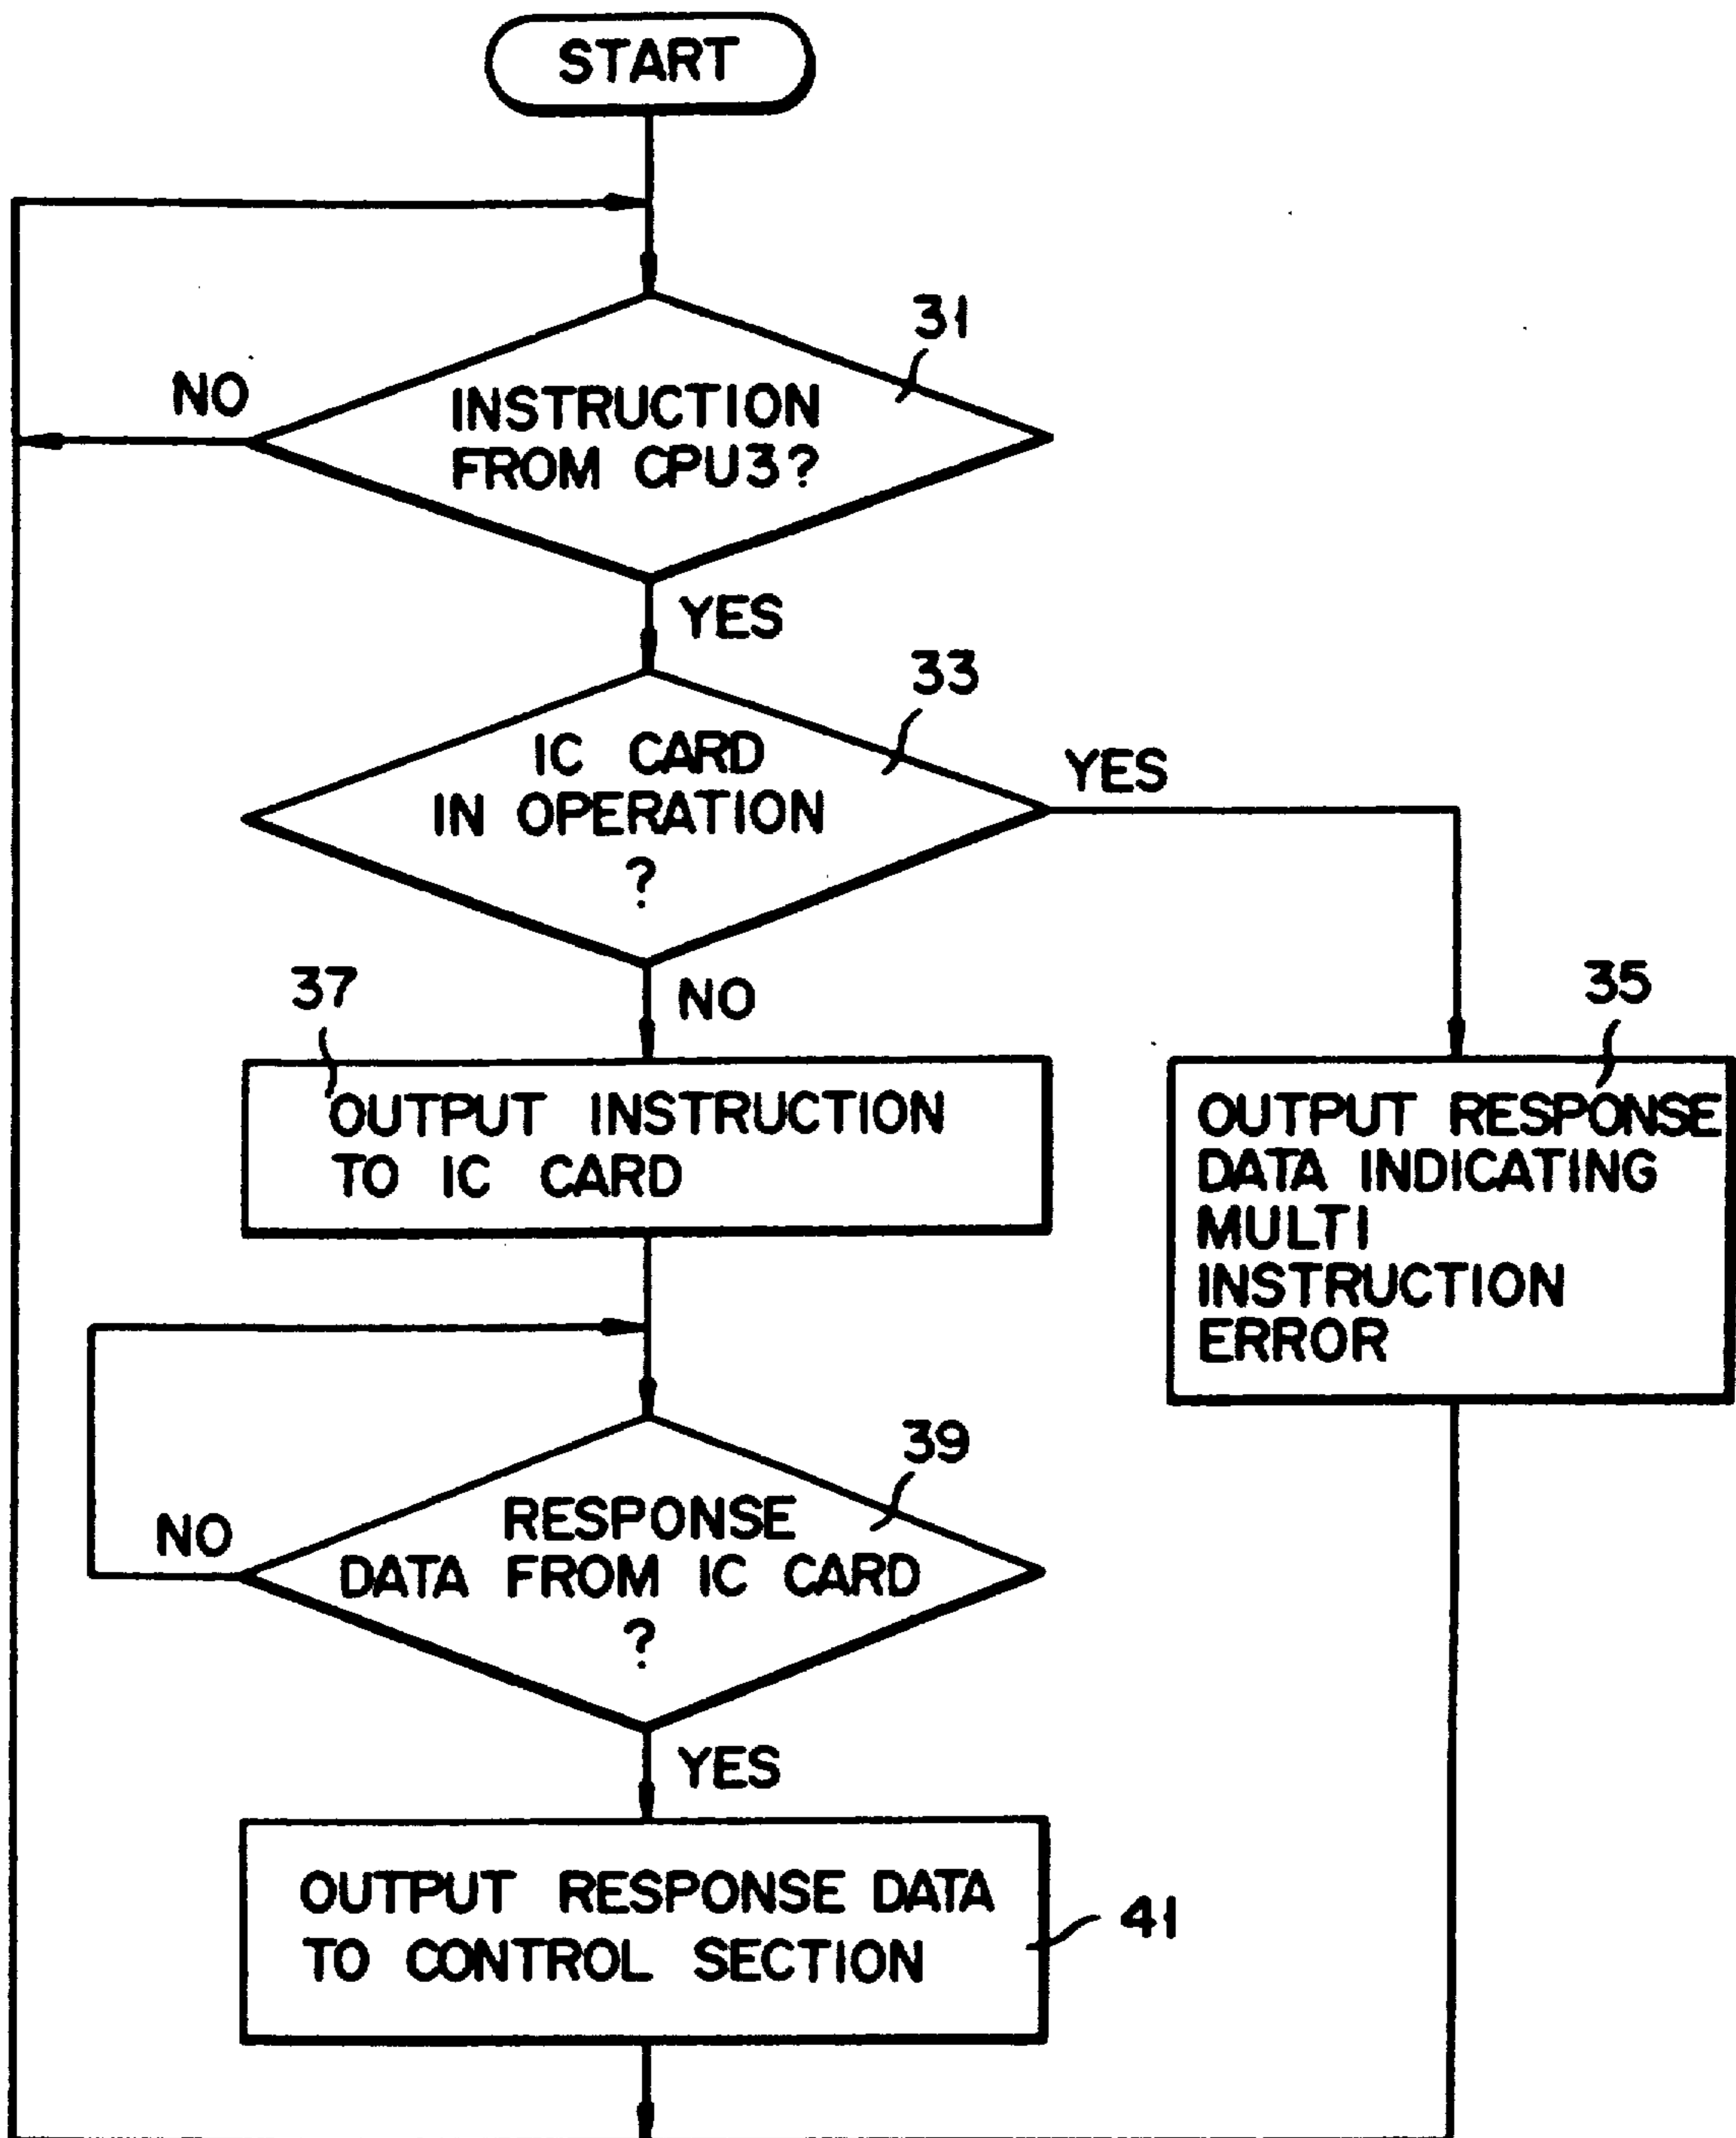 START
31
NO
INSTRUCTION
FROM CPU3?
YES
33
IC CARD
IN OPERATION
?
YES
37
NO
35
OUTPUT INSTRUCTION
TO IC CARD
OUTPUT RESPONSE
DATA INDICATING
MULTI
INSTRUCTION
ERROR
39
NO
RESPONSE
DATA FROM IC CARD
?
YES
OUTPUT RESPONSE DATA
TO CONTROL SECTION
41